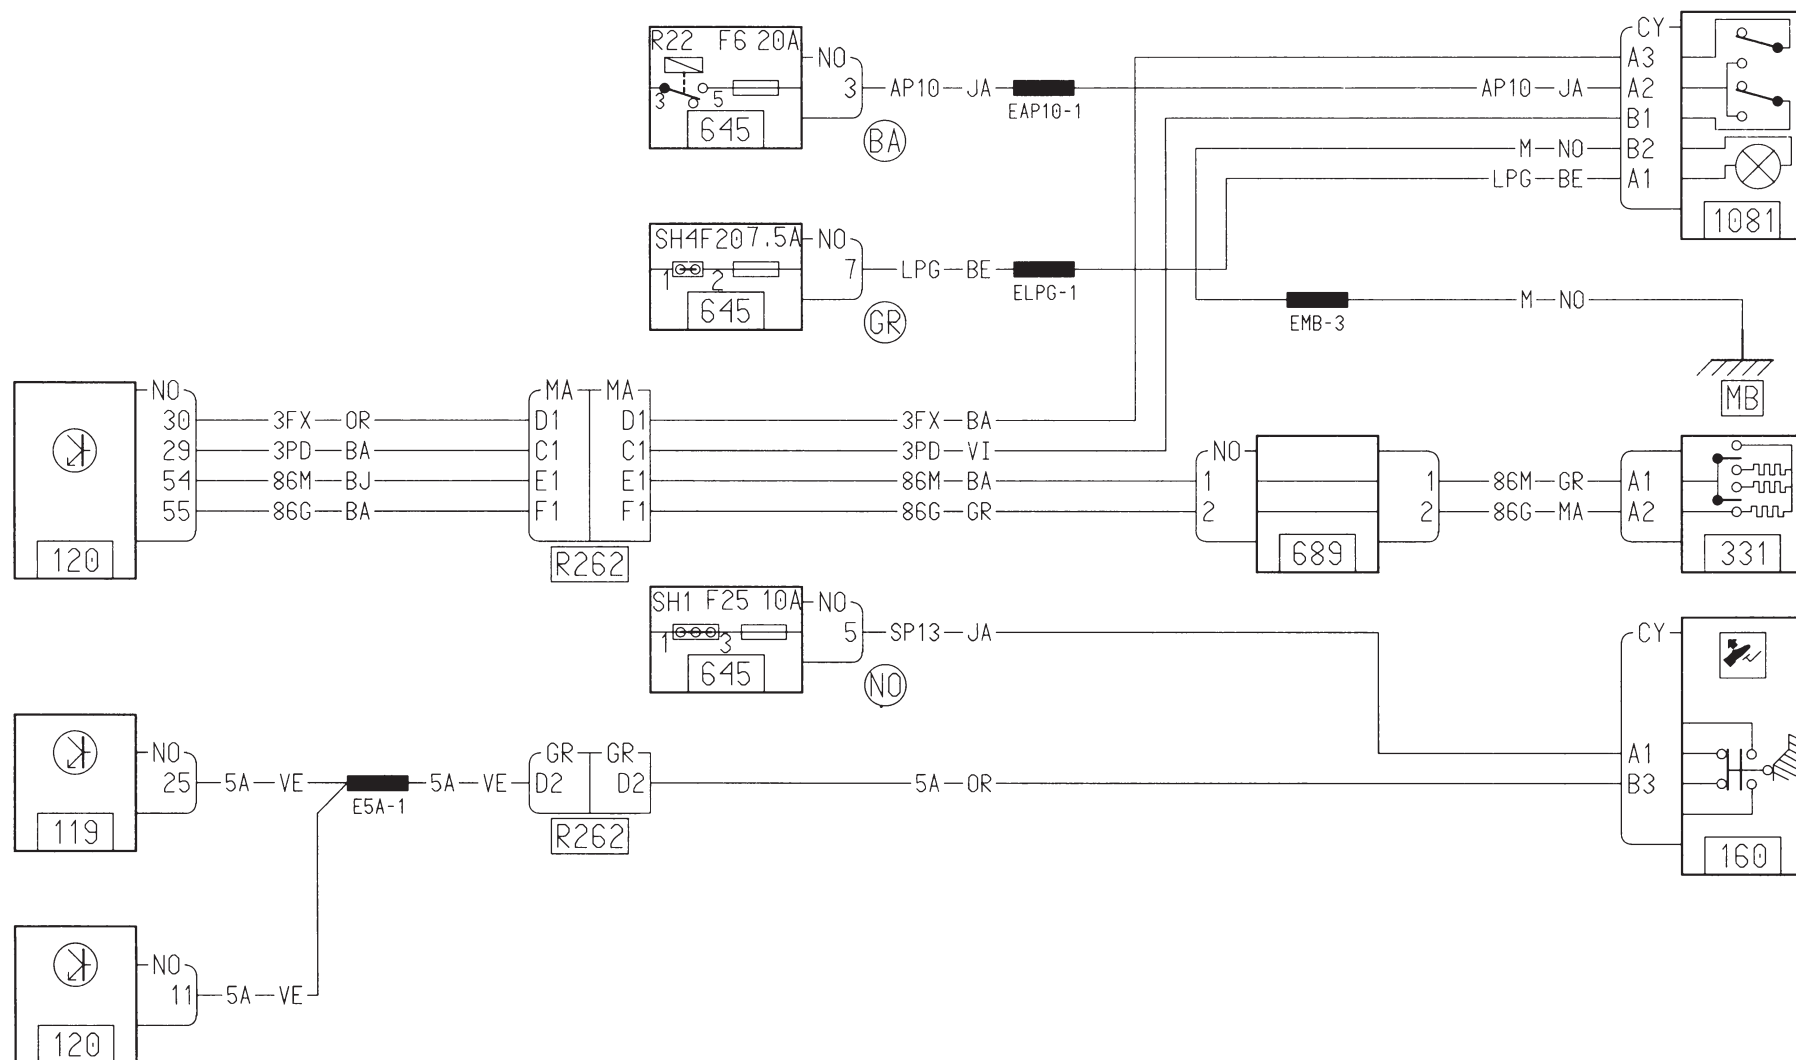 R22 F6 20A NO
3 5 3 AP10 JA EAP10-1 AP10 JA
645
BA
CY
A3
A2
B1
M NO B2
LPG BE A1
1081
SH4 F20 7.5A NO
1 2 7 LPG BE ELPG-1
645
GR
EMB-3 M NO
MB
NO MA MA
30 3FX OR D1 D1 3FX BA
29 3PD BA C1 C1 3PD VI
54 86M BJ E1 E1 86M BA
55 86G BA F1 F1 86G GR
120
R262
NO
1 1 86M GR A1
2 2 86G MA A2
689
331
SH1 F25 10A NO
1 3 5 SP13 JA
645
NO
CY
A1
B3
160
NO
25 5A VE E5A-1 5A VE
119
GR GR
D2 D2 5A OR
R262
NO
11 5A VE
120